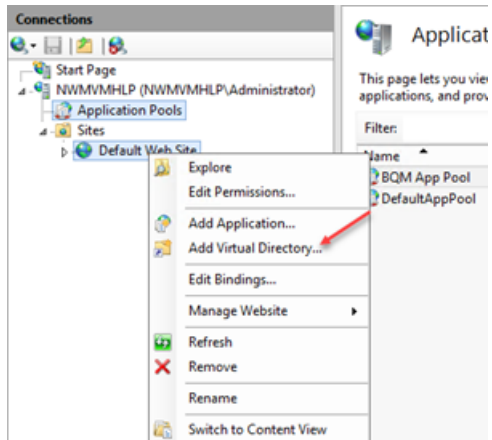 Connections
Start Page
NWMVMHLP (NWMVMHLP\Administrator)
Application Pools
Sites
Default Web Site
Explore
Edit Permissions...
Add Application...
Add Virtual Directory...
Edit Bindings...
Manage Website
Refresh
Remove
Rename
Switch to Content View
Applicat
This page lets you vie
applications, and prov
Filter:
Name
BQM App Pool
DefaultAppPool